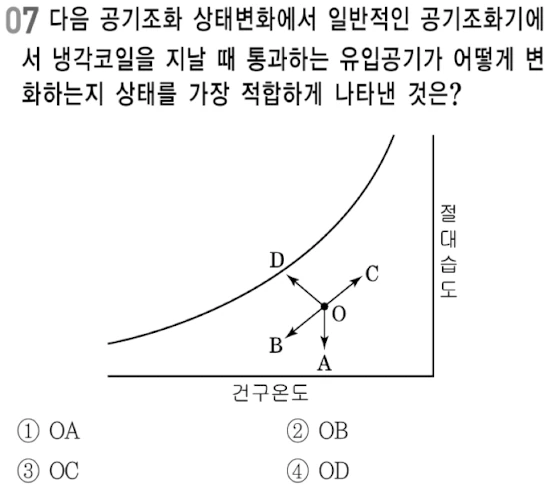 07 다음 공기조화 상태변화에서 일반적인 공기조화기에
서 냉각코일을 지날 때 통과하는 유입공기가 어떻게 변
화하는지 상태를 가장 적합하게 나타낸 것은?
절대습도
D
C
O
B
A
건구온도
① OA ② OB
③ OC ④ OD